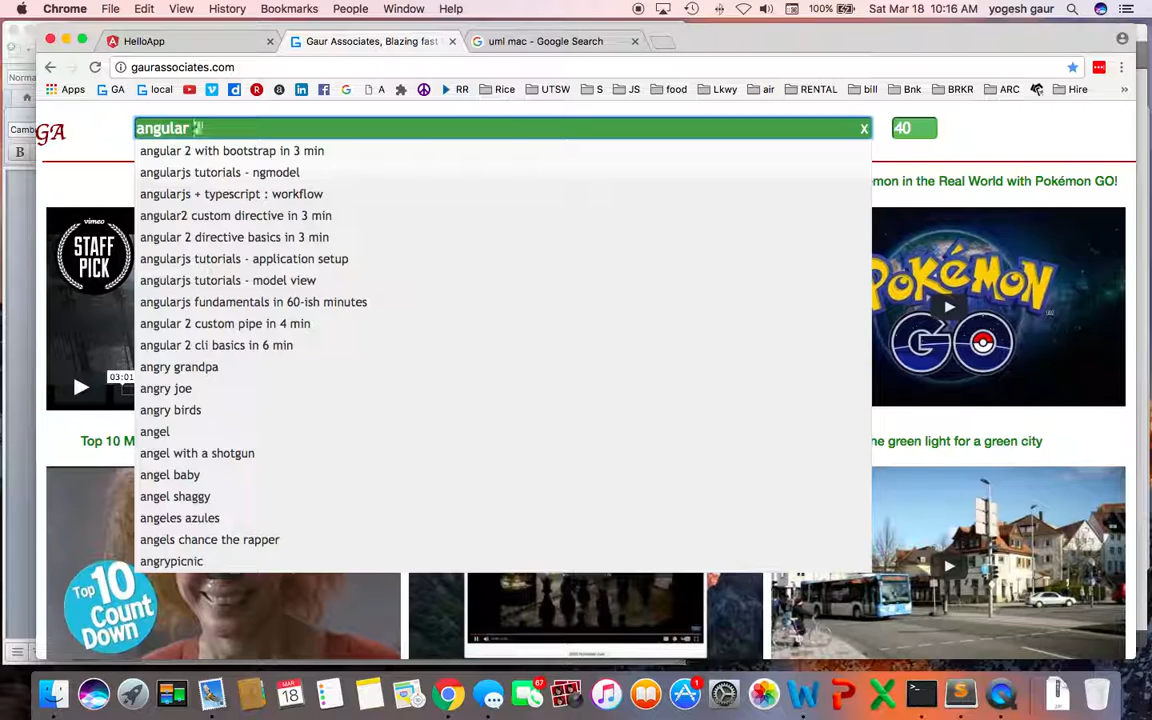 Chrome File Edit View History Bookmarks People Window Help 100% Sat Mar 18 10:16 AM yogesh gaur
HelloApp x Gaur Associates, Blazing fast x uml mac - Google Search x
gaurassociates.com
Apps GA local A RR Rice UTSW S JS food Lkwy air RENTAL bill Bnk BRKR ARC Hire »
Norma
Camb
B
GA
angular
x
40
angular 2 with bootstrap in 3 min
angularjs tutorials - ngmodel
angularjs + typescript : workflow
angular2 custom directive in 3 min
angular 2 directive basics in 3 min
angularjs tutorials - application setup
angularjs tutorials - model view
angularjs fundamentals in 60-ish minutes
angular 2 custom pipe in 4 min
angular 2 cli basics in 6 min
angry grandpa
angry joe
angry birds
angel
angel with a shotgun
angel baby
angel shaggy
angeles azules
angels chance the rapper
angrypicnic
mon in the Real World with Pokémon GO!
vimeo
STAFF
PICK
03:01
POKÉMON
GO
Top 10 M
he green light for a green city
Top
10
Count
Down
18
67
1